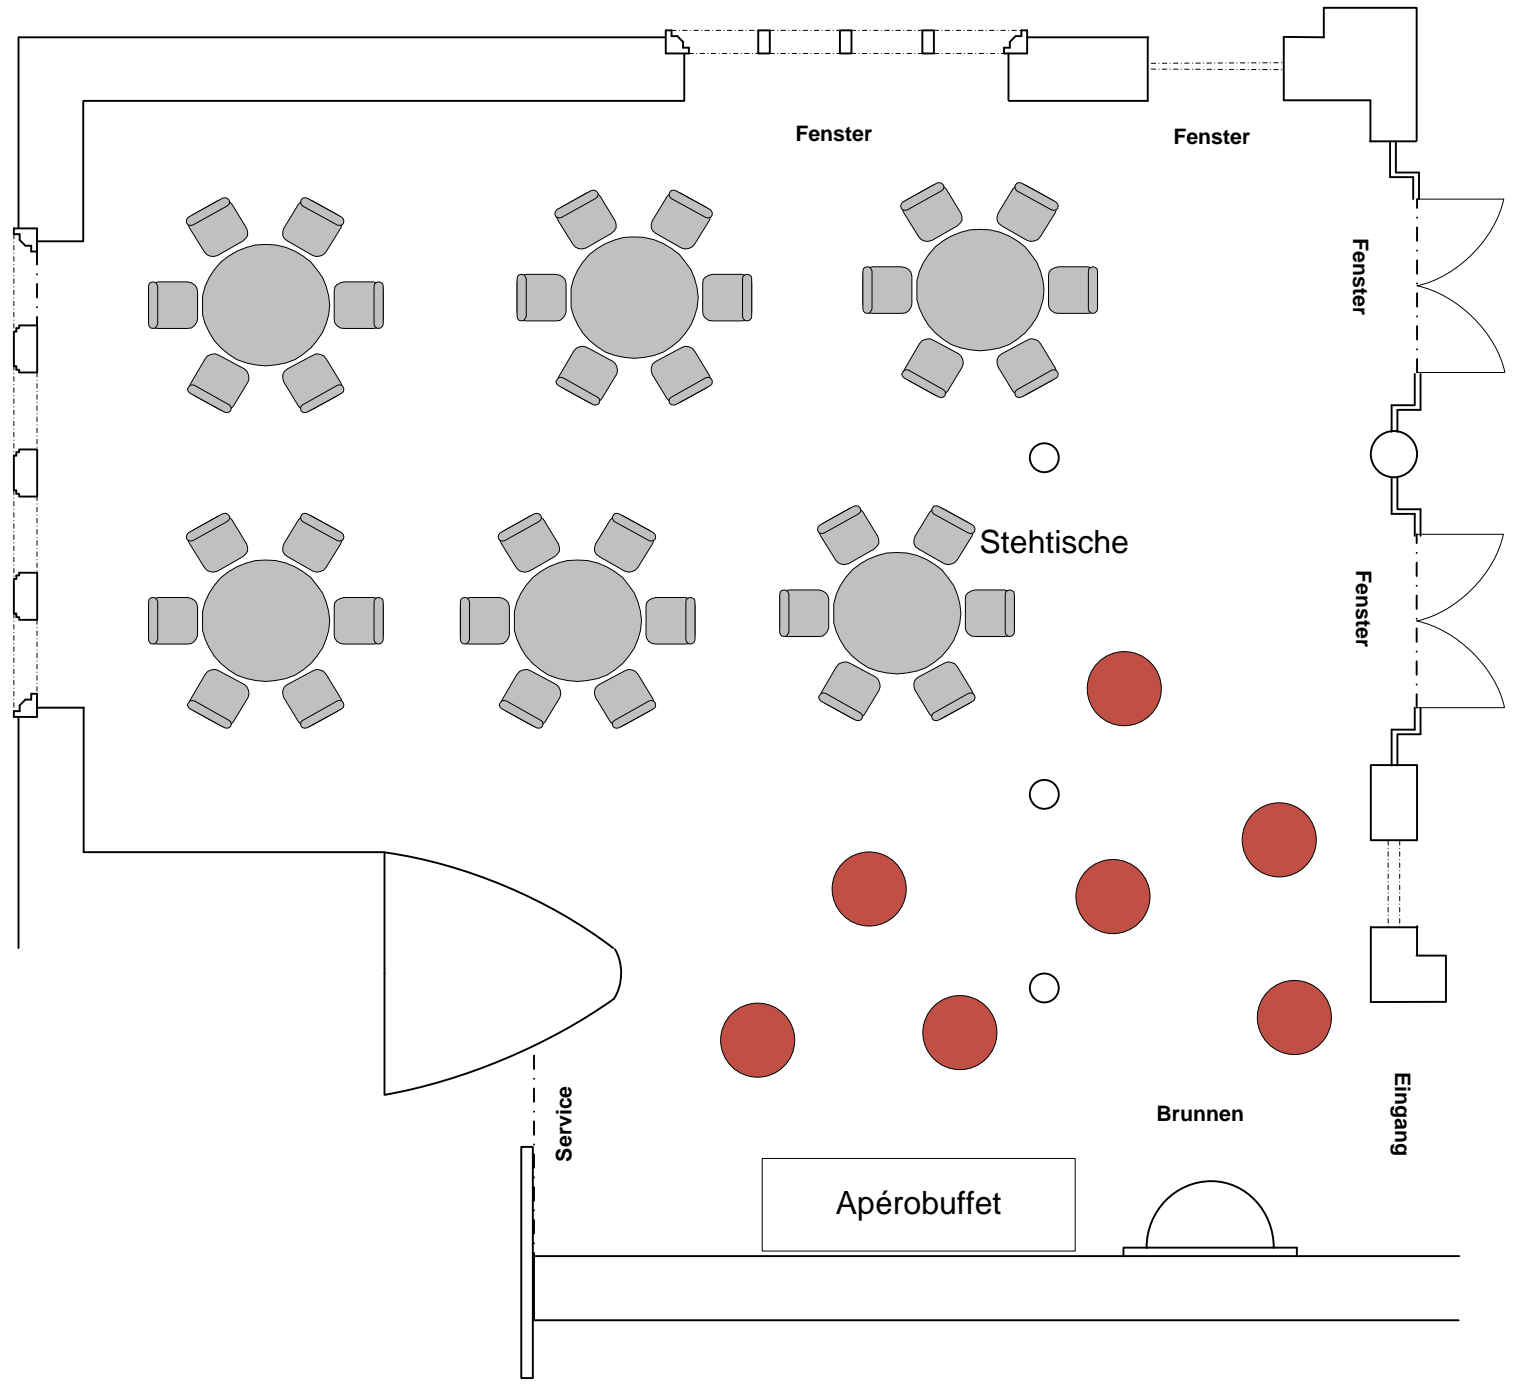 Fenster
Fenster
Fenster
Stehtische
Fenster
Eingang
Service
Brunnen
Apérobuffet